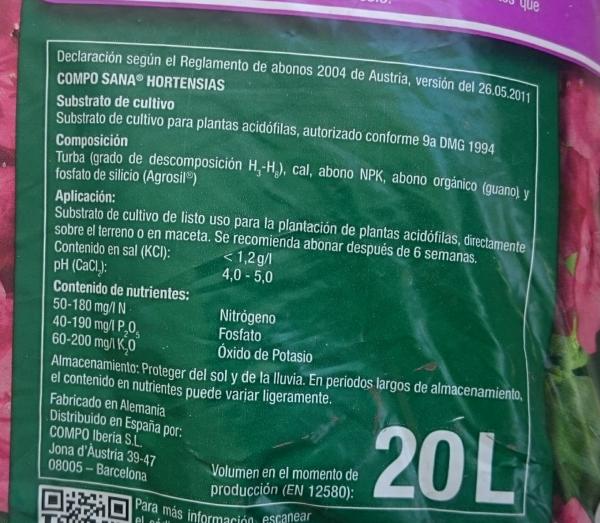 que
Declaración según el Reglamento de abonos 2004 de Austria, versión del 26.05.2011
COMPO SANA® HORTENSIAS
Substrato de cultivo
Substrato de cultivo para plantas acidófilas, autorizado conforme 9a DMG 1994
Composición
Turba (grado de descomposición H₃-H₈), cal, abono NPK, abono orgánico (guano) y
fosfato de silicio (Agrosil®)
Aplicación:
Substrato de cultivo de listo uso para la plantación de plantas acidófilas, directamente
sobre el terreno o en maceta. Se recomienda abonar después de 6 semanas.
Contenido en sal (KCl): < 1,2 g/l
pH (CaCl₂): 4,0 - 5,0
Contenido de nutrientes:
50-180 mg/l N Nitrógeno
40-190 mg/l P₂O₅ Fosfato
60-200 mg/l K₂O Óxido de Potasio
Almacenamiento: Proteger del sol y de la lluvia. En periodos largos de almacenamiento,
el contenido en nutrientes puede variar ligeramente.
Fabricado en Alemania
Distribuido en España por:
COMPO Iberia S.L.
Jona d'Àustria 39-47
08005 – Barcelona
Volumen en el momento de
producción (EN 12580):
20 L
Para más información, escanear